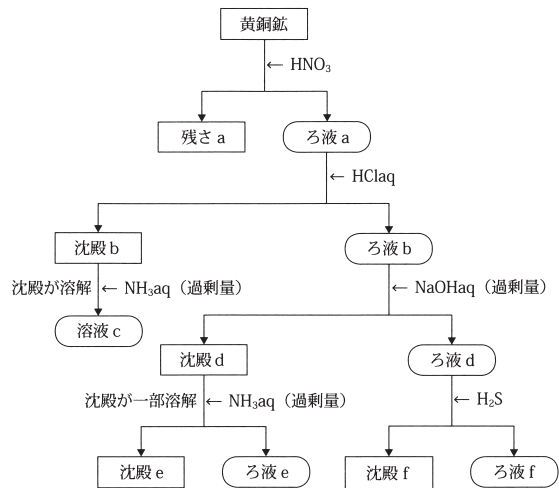 黄銅鉱
← HNO₃
残さ a
ろ液 a
← HClaq
沈殿 b
ろ液 b
沈殿が溶解 ← NH₃aq（過剰量）
← NaOHaq（過剰量）
溶液 c
沈殿 d
ろ液 d
沈殿が一部溶解 ← NH₃aq（過剰量）
← H₂S
沈殿 e
ろ液 e
沈殿 f
ろ液 f